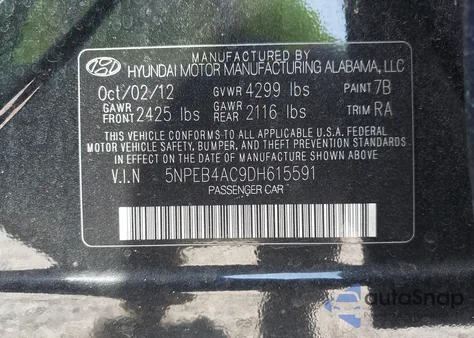 MANUFACTURED BY
HYUNDAI MOTOR MANUFACTURING ALABAMA, LLC
Oct/02/12 GVWR 4299 lbs PAINT 7B
GAWR FRONT 2425 lbs GAWR REAR 2116 lbs TRIM RA
THIS VEHICLE CONFORMS TO ALL APPLICABLE U.S.A. FEDERAL
MOTOR VEHICLE SAFETY, BUMPER, AND THEFT PREVENTION STANDARDS
IN EFFECT ON THE DATE OF MANUFACTURE SHOWN ABOVE.
V.I.N 5NPEB4AC9DH615591
PASSENGER CAR
autoSnap